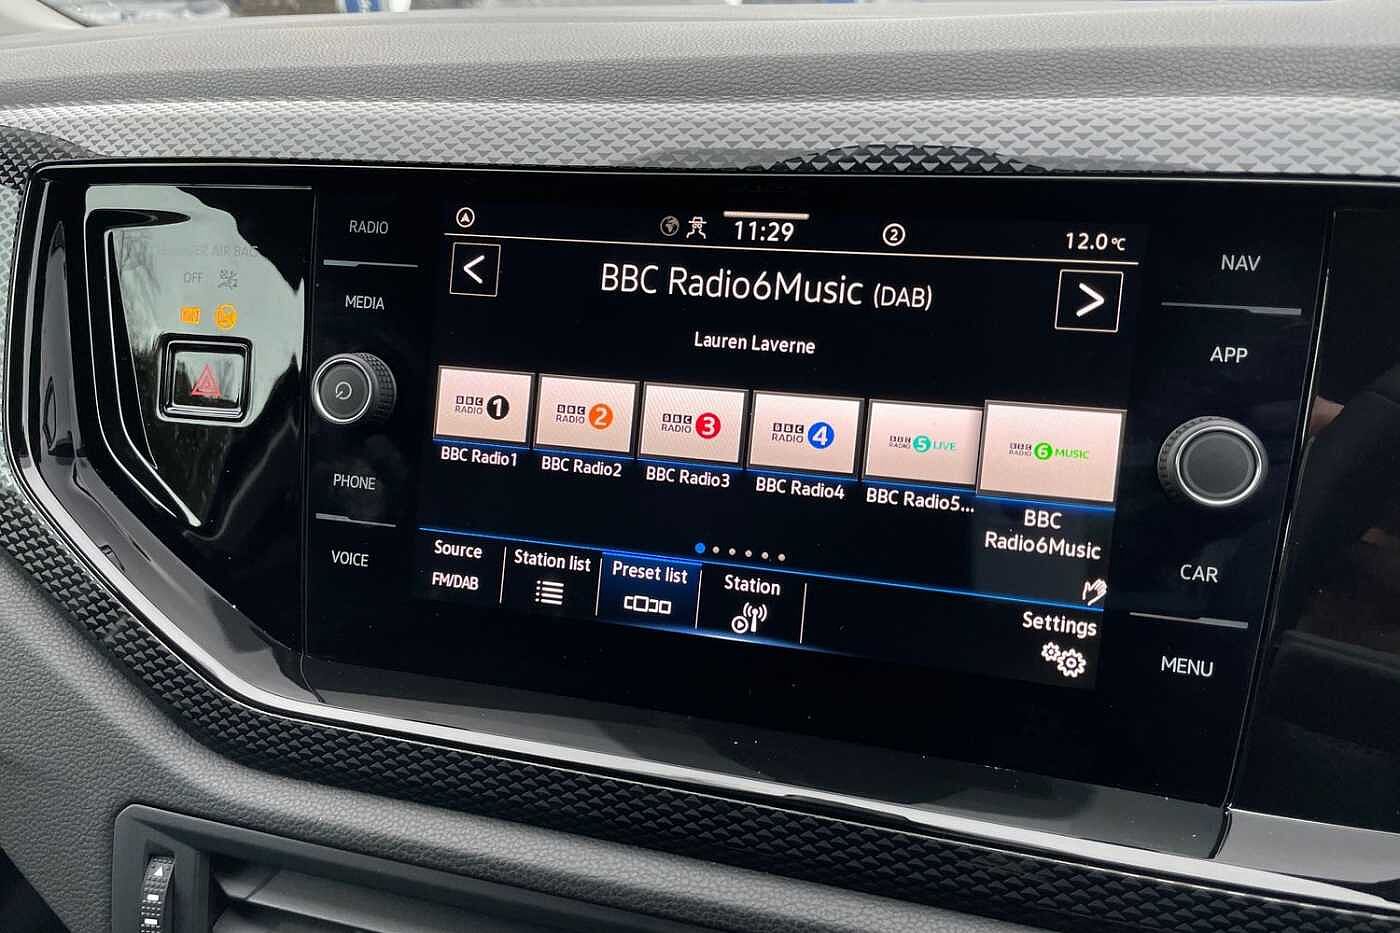 RADIO
MEDIA
PHONE
VOICE
AIR BAG
OFF
11:29
2
12.0°C
<
BBC Radio6Music (DAB)
>
Lauren Laverne
BBC RADIO 1
BBC RADIO 2
BBC RADIO 3
BBC RADIO 4
BBC RADIO 5 LIVE
BBC RADIO 6 MUSIC
BBC Radio1
BBC Radio2
BBC Radio3
BBC Radio4
BBC Radio5...
BBC
Radio6Music
Source
FM/DAB
Station list
Preset list
Station
Settings
NAV
APP
CAR
MENU